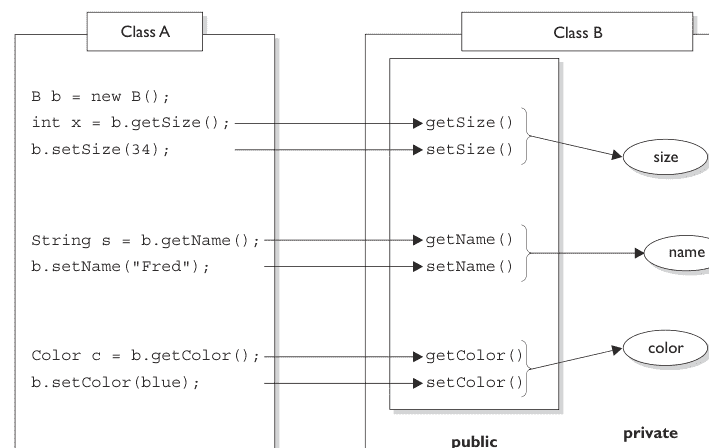 Class A
Class B
B b = new B();
int x = b.getSize();
b.setSize(34);
String s = b.getName();
b.setName("Fred");
Color c = b.getColor();
b.setColor(blue);
getSize()
setSize()
getName()
setName()
getColor()
setColor()
size
name
color
public
private